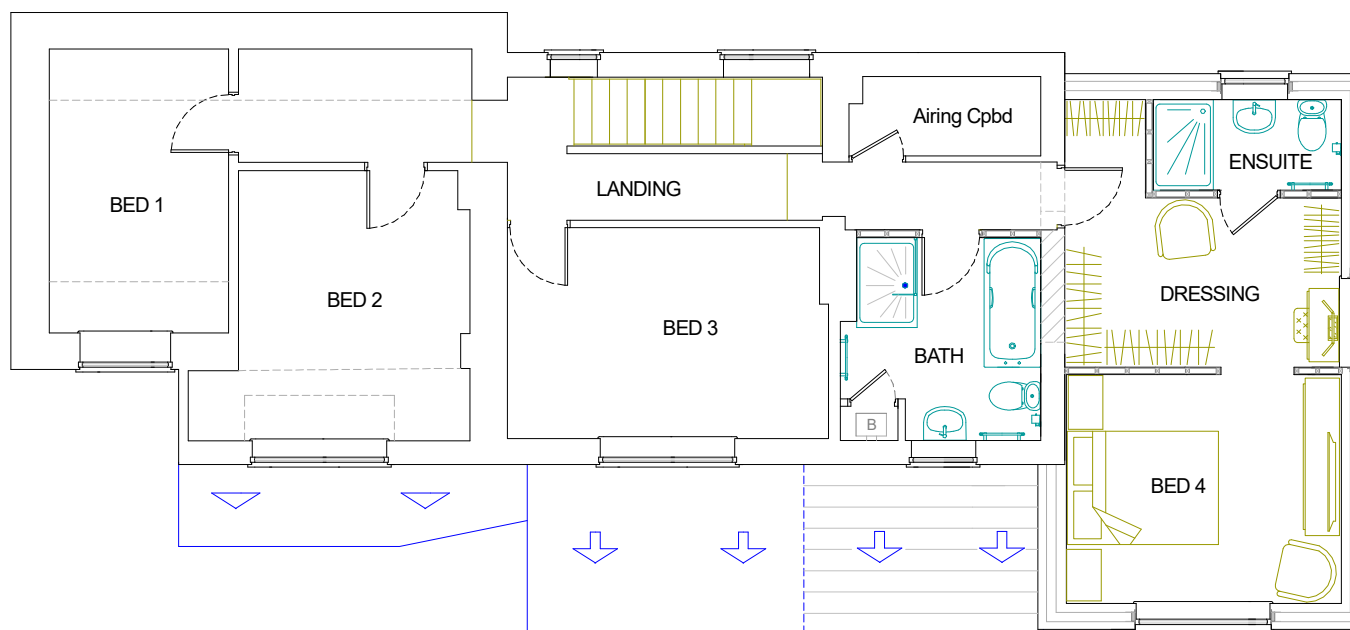 Airing Cpbd
ENSUITE
LANDING
BED 1
BED 2
DRESSING
BED 3
BATH
B
BED 4